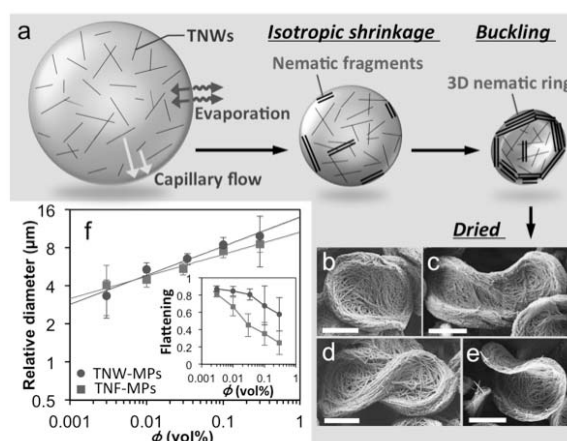 a
TNWs
Evaporation
Capillary flow
Isotropic shrinkage
Nematic fragments
Buckling
3D nematic ring
Dried
b
c
d
e
f
Relative diameter (µm)
16
8
4
2
1
0.5
TNW-MPs
TNF-MPs
0.001
0.01
0.1
1
ϕ (vol%)
Flattening
1
0.8
0.6
0.4
0.2
0
0.001
0.01
0.1
1
ϕ (vol%)